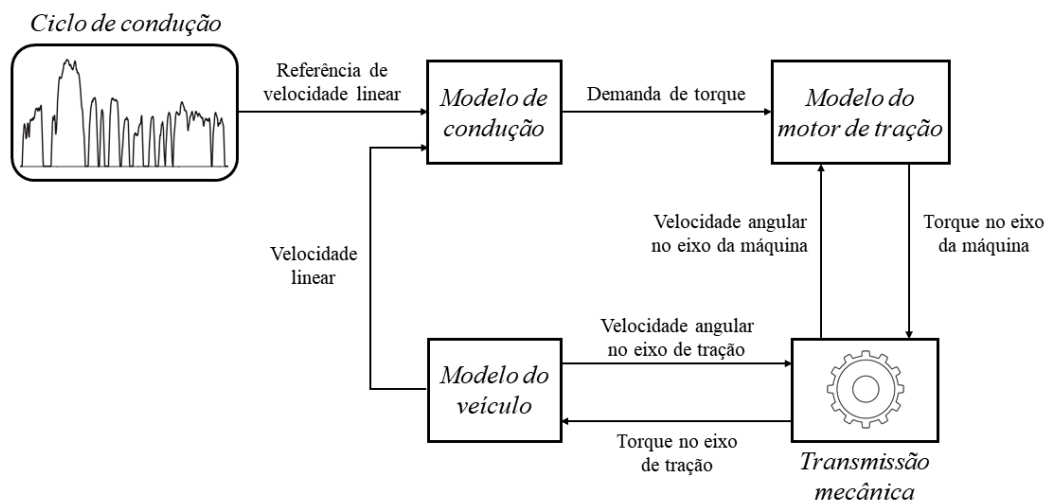 Ciclo de condução
Referência de
velocidade linear
Modelo de
condução
Demanda de torque
Modelo do
motor de tração
Velocidade
linear
Velocidade angular
no eixo da máquina
Torque no eixo
da máquina
Modelo do
veículo
Velocidade angular
no eixo de tração
Torque no eixo
de tração
Transmissão
mecânica